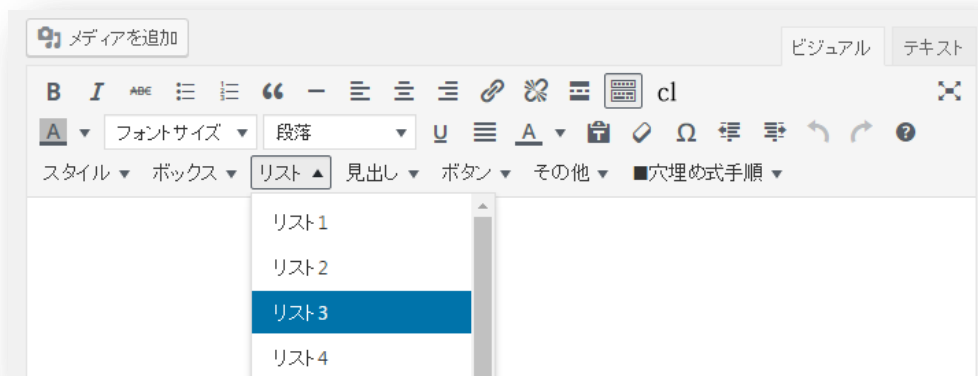 メディアを追加
ビジュアル テキスト
B I ABE cl
A フォントサイズ 段落 U A Ω
スタイル ボックス リスト 見出し ボタン その他 ■穴埋め式手順
リスト1
リスト2
リスト3
リスト4